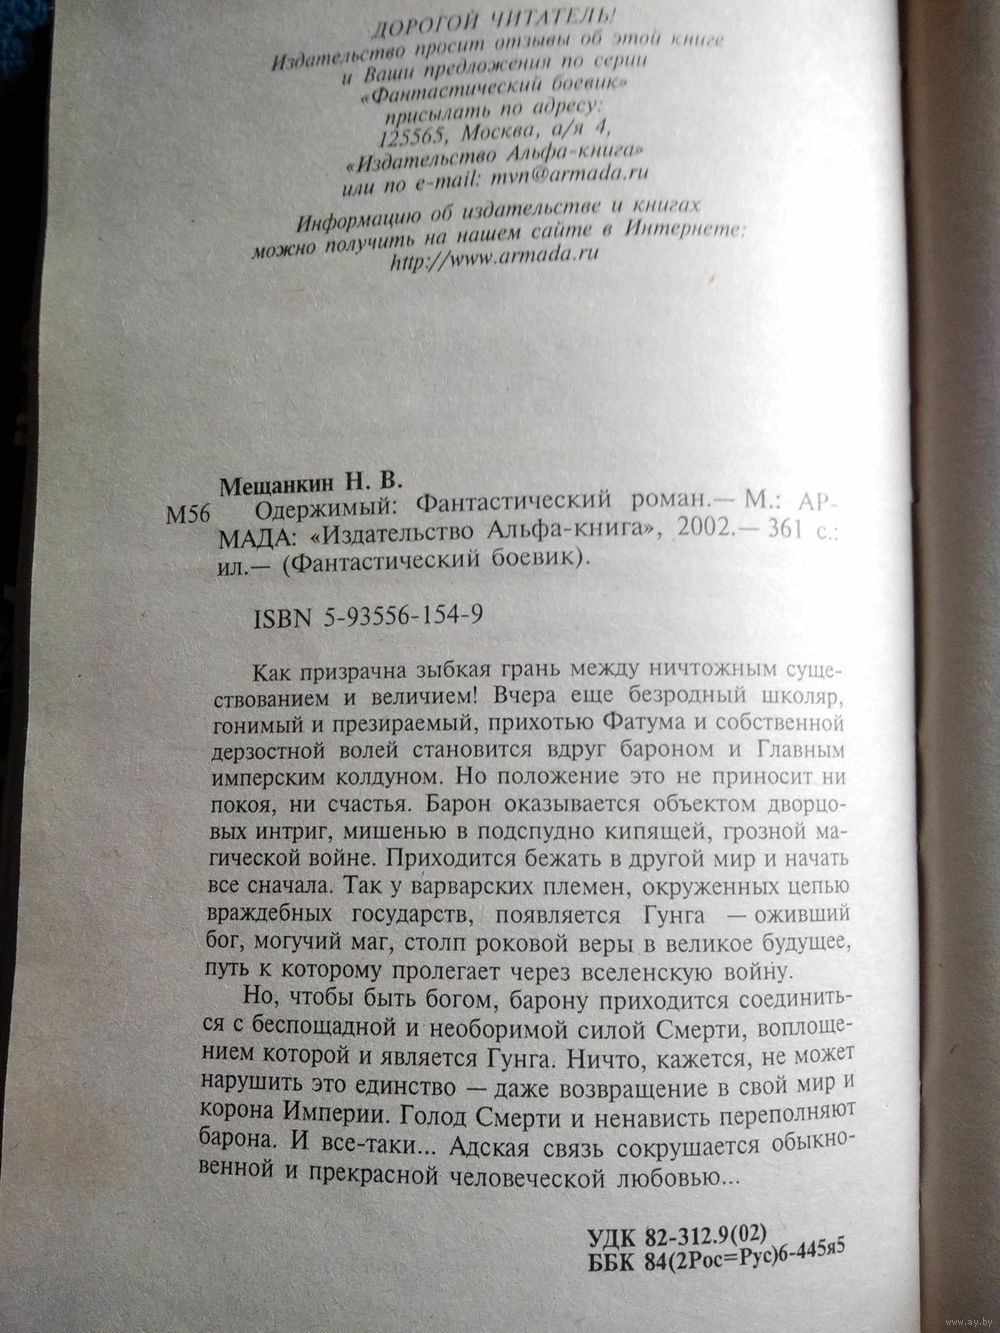 ДОРОГОЙ ЧИТАТЕЛЬ!
Издательство просит отзывы об этой книге
и Ваши предложения по серии
«Фантастический боевик»
присылать по адресу:
125565, Москва, а/я 4,
«Издательство Альфа-книга»
или по e-mail: mvn@armada.ru
Информацию об издательстве и книгах
можно получить на нашем сайте в Интернете:
http://www.armada.ru
Мещанкин Н. В.
М56 Одержимый: Фантастический роман.— М.: АР-
МАДА: «Издательство Альфа-книга», 2002.— 361 с.:
ил.— (Фантастический боевик).
ISBN 5-93556-154-9
Как призрачна зыбкая грань между ничтожным суще-
ствованием и величием! Вчера еще безродный школяр,
гонимый и презираемый, прихотью Фатума и собственной
дерзостной волей становится вдруг бароном и Главным
имперским колдуном. Но положение это не приносит ни
покоя, ни счастья. Барон оказывается объектом дворцо-
вых интриг, мишенью в подспудно кипящей, грозной ма-
гической войне. Приходится бежать в другой мир и начать
все сначала. Так у варварских племен, окруженных цепью
враждебных государств, появляется Гунга — оживший
бог, могучий маг, столп роковой веры в великое будущее,
путь к которому пролегает через вселенскую войну.
Но, чтобы быть богом, барону приходится соединить-
ся с беспощадной и необоримой силой Смерти, воплоще-
нием которой и является Гунга. Ничто, кажется, не может
нарушить это единство — даже возвращение в свой мир и
корона Империи. Голод Смерти и ненависть переполняют
барона. И все-таки... Адская связь сокрушается обыкно-
венной и прекрасной человеческой любовью...
УДК 82-312.9(02)
ББК 84(2Рос=Рус)6-445я5
www.ay.by